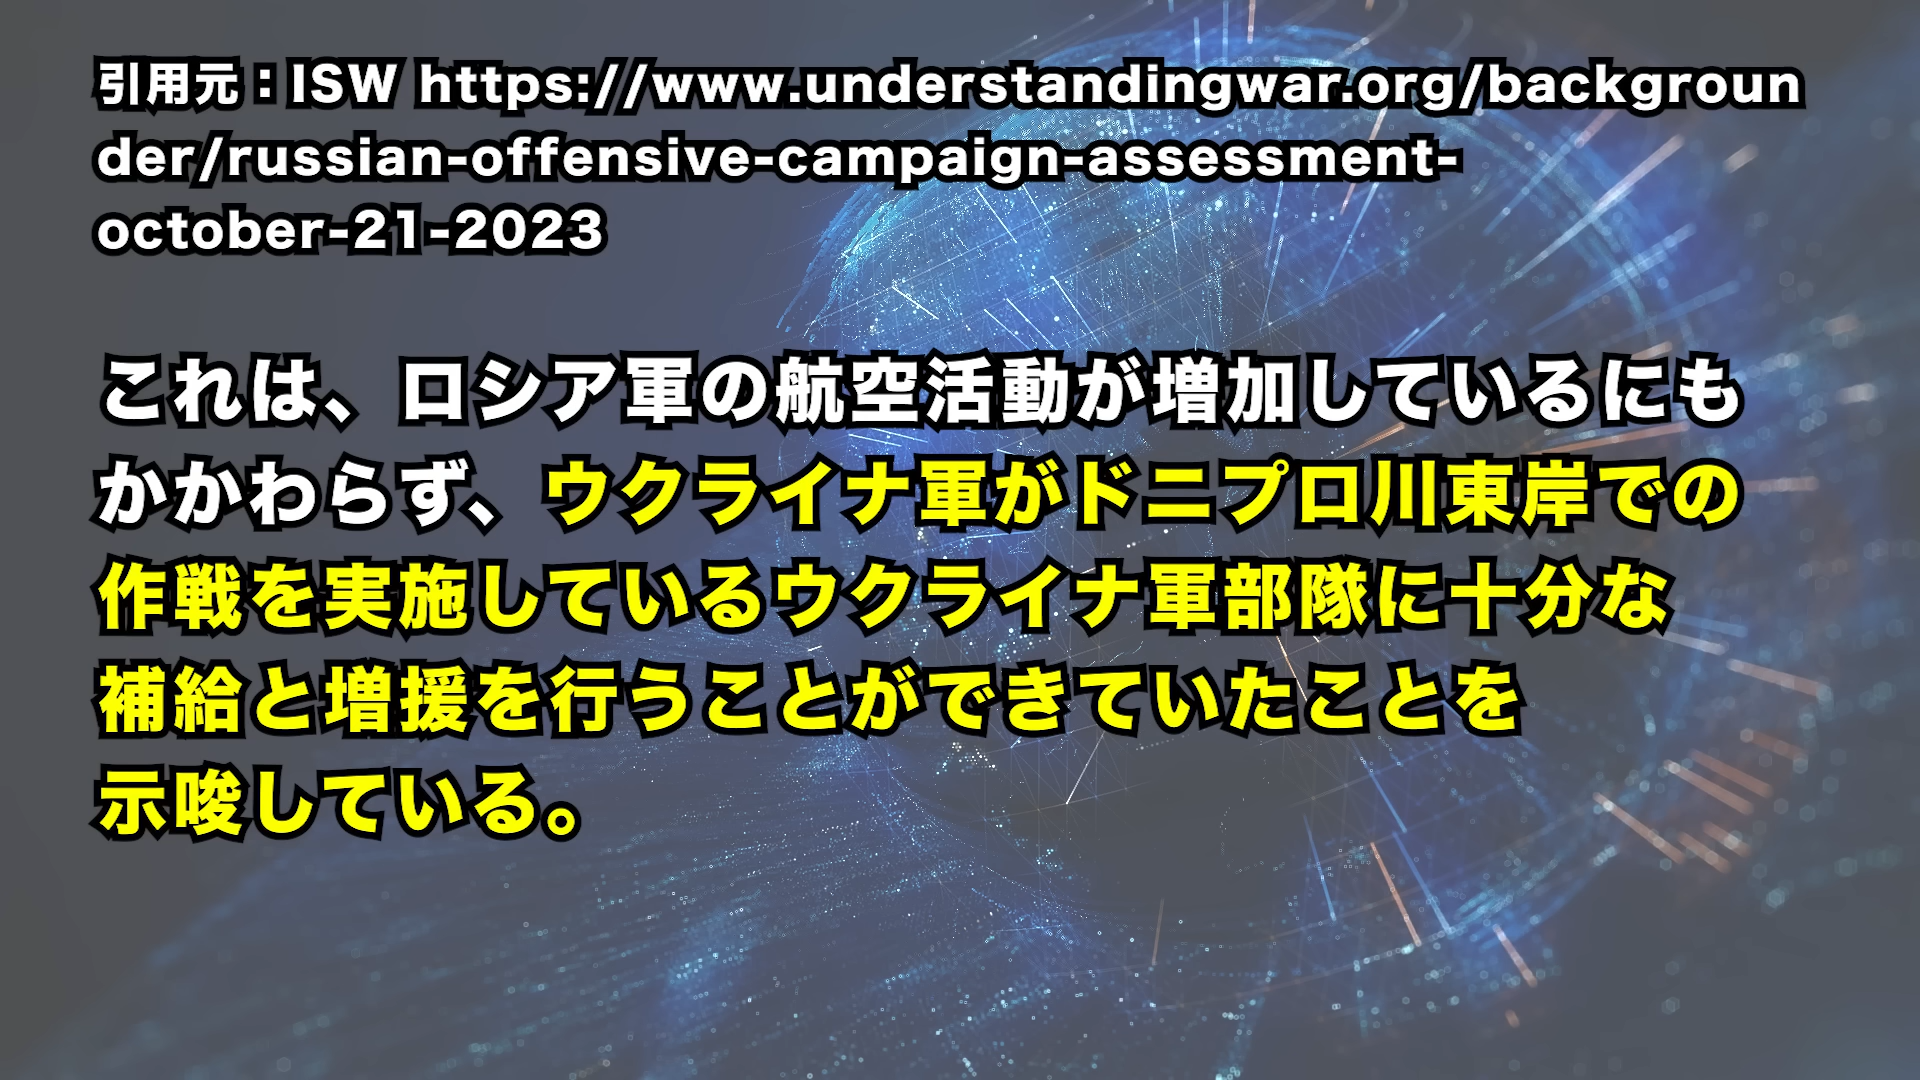 引用元：ISW https://www.understandingwar.org/backgroun
der/russian-offensive-campaign-assessment-
october-21-2023
これは、ロシア軍の航空活動が増加しているにも
かかわらず、ウクライナ軍がドニプロ川東岸での
作戦を実施しているウクライナ軍部隊に十分な
補給と増援を行うことができていたことを
示唆している。